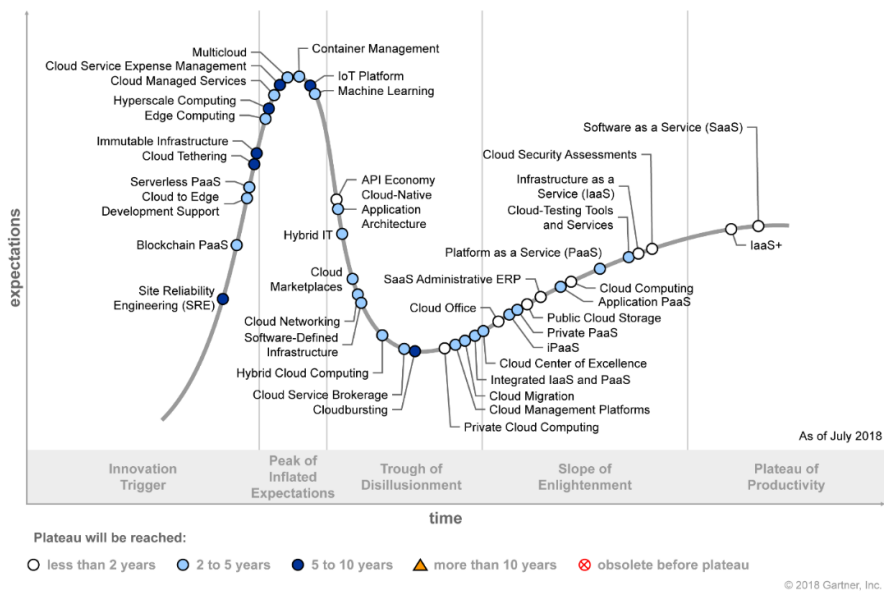 Multicloud
Container Management
Cloud Service Expense Management
IoT Platform
Cloud Managed Services
Machine Learning
Hyperscale Computing
Edge Computing
Immutable Infrastructure
Cloud Tethering
Serverless PaaS
Cloud to Edge
Development Support
Blockchain PaaS
Site Reliability
Engineering (SRE)
API Economy
Cloud-Native
Application
Architecture
Hybrid IT
Cloud
Marketplaces
Cloud Networking
Software-Defined
Infrastructure
Hybrid Cloud Computing
Cloud Service Brokerage
Cloudbursting
Software as a Service (SaaS)
Cloud Security Assessments
Infrastructure as a
Service (IaaS)
Cloud-Testing Tools
and Services
Platform as a Service (PaaS)
IaaS+
SaaS Administrative ERP
Cloud Computing
Application PaaS
Cloud Office
Public Cloud Storage
Private PaaS
iPaaS
Cloud Center of Excellence
Integrated IaaS and PaaS
Cloud Migration
Cloud Management Platforms
Private Cloud Computing
expectations
As of July 2018
Innovation
Trigger
Peak of
Inflated
Expectations
Trough of
Disillusionment
Slope of
Enlightenment
Plateau of
Productivity
time
Plateau will be reached:
less than 2 years
2 to 5 years
5 to 10 years
more than 10 years
obsolete before plateau
© 2018 Gartner, Inc.